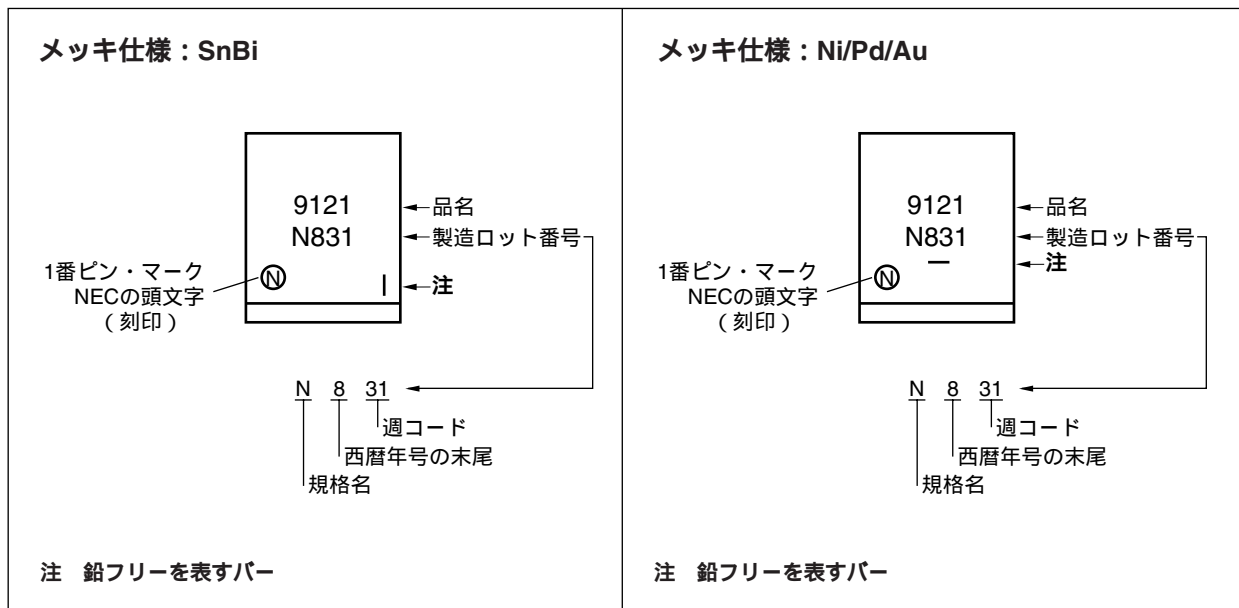 メッキ仕様：SnBi
9121
N831
品名
製造ロット番号
1番ピン・マーク
NECの頭文字
（刻印）
N
注
N 8 31
週コード
西暦年号の末尾
規格名
注　鉛フリーを表すバー
メッキ仕様：Ni/Pd/Au
9121
N831
品名
製造ロット番号
注
1番ピン・マーク
NECの頭文字
（刻印）
N
N 8 31
週コード
西暦年号の末尾
規格名
注　鉛フリーを表すバー